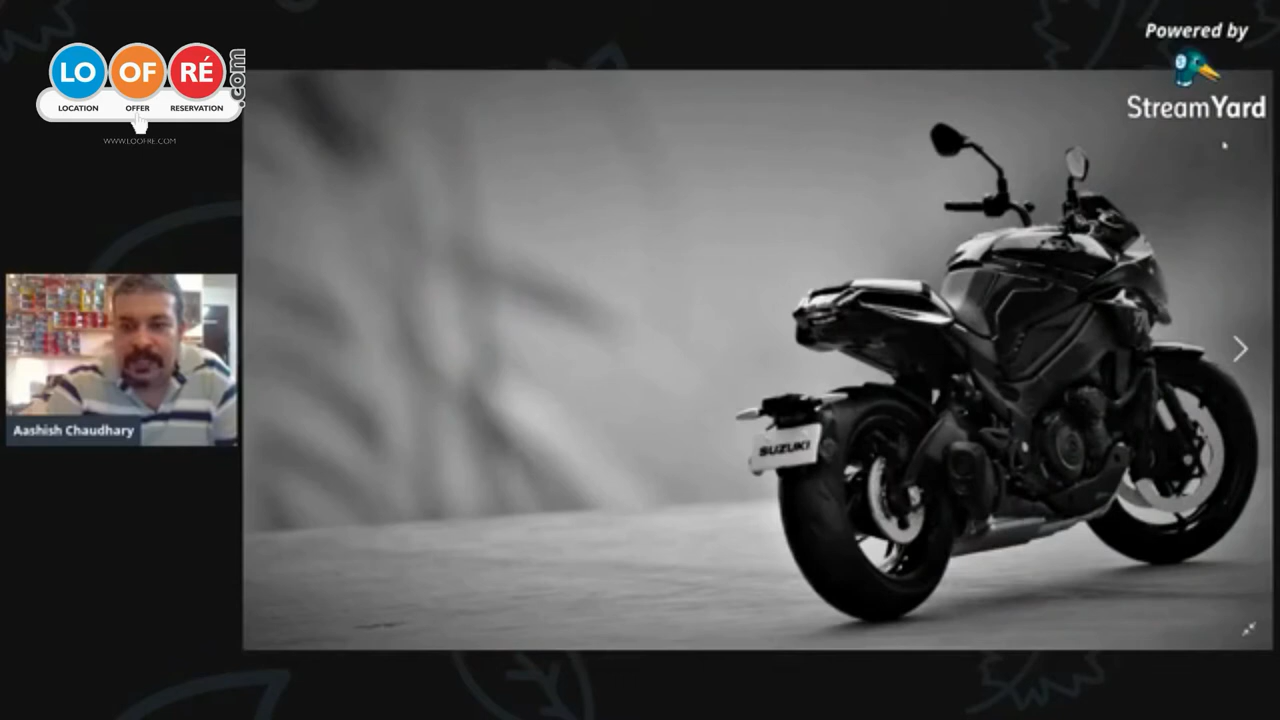 LO OF RÉ .com
LOCATION OFFER RESERVATION
WWW.LOOFRE.COM
Powered by
StreamYard
Aashish Chaudhary
SUZUKI